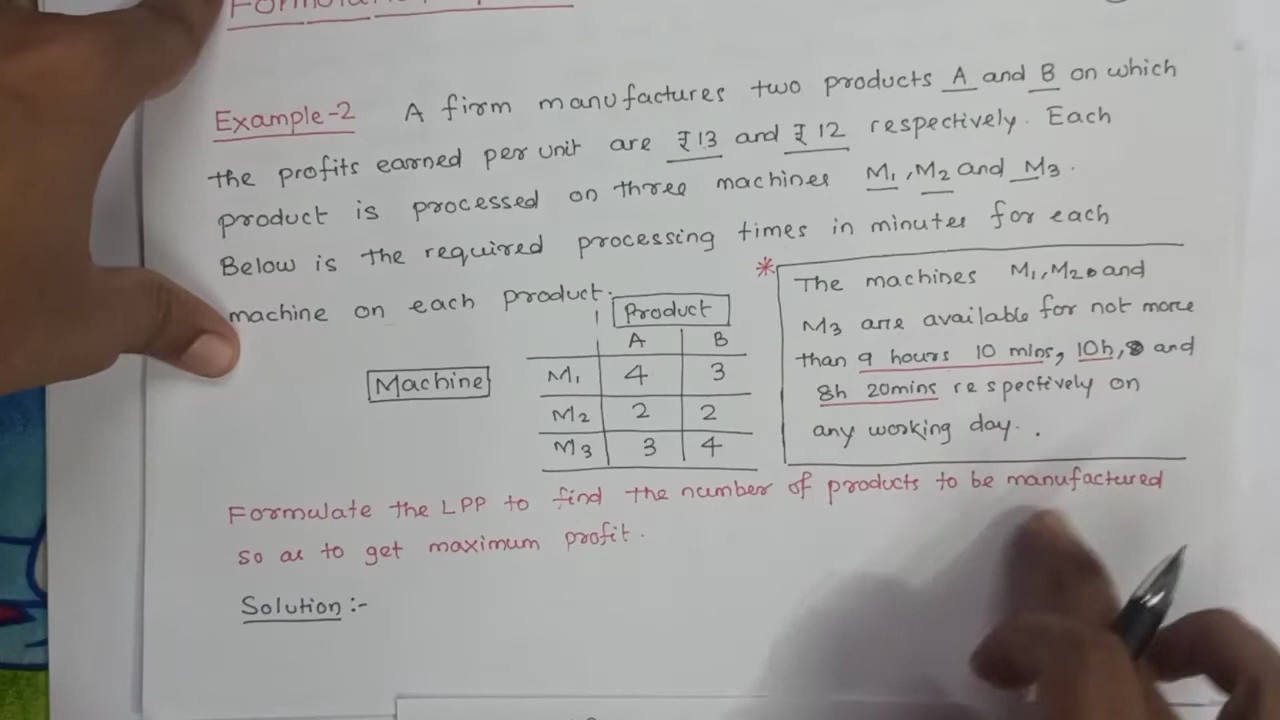 Example-2 A firm manufactures two products A and B on which
the profits earned per unit are ₹13 and ₹12 respectively. Each
product is processed on three machines M1, M2 and M3.
Below is the required processing times in minutes for each
machine on each product.
Product
A B
Machine
M1 4 3
M2 2 2
M3 3 4
* The machines M1, M2 and
M3 are available for not more
than 9 hours 10 mins, 10h, and
8h 20mins respectively on
any working day.
Formulate the LPP to find the number of products to be manufactured
so as to get maximum profit.
Solution :-